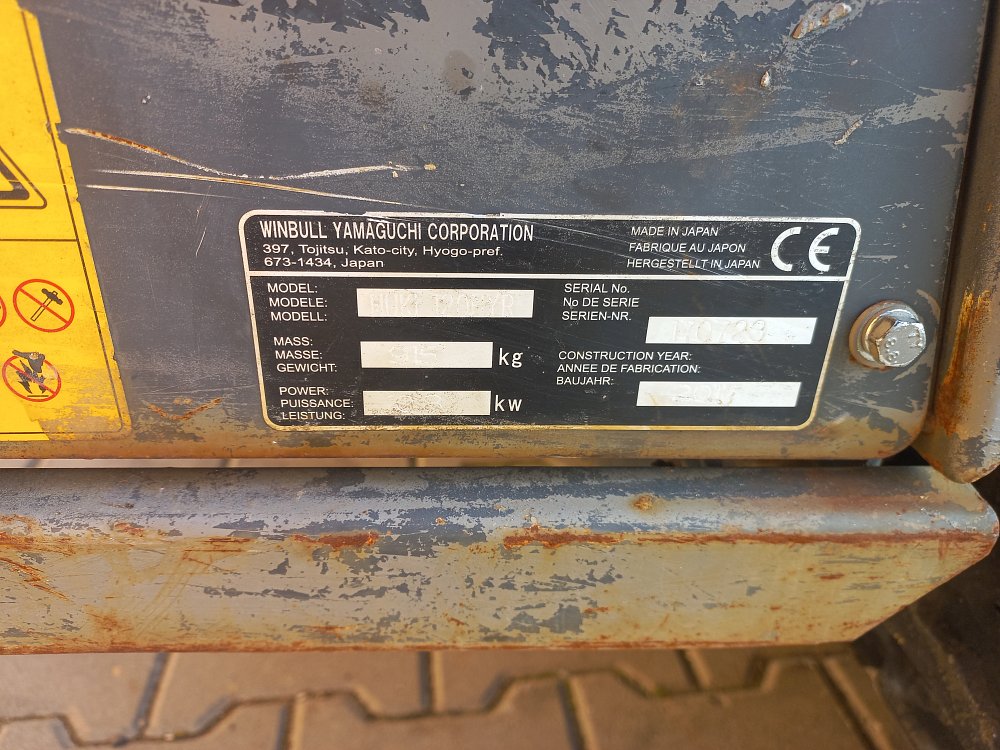 WINBULL YAMAGUCHI CORPORATION
397, Tojitsu, Kato-city, Hyogo-pref.
673-1434, Japan
MADE IN JAPAN
FABRIQUE AU JAPON
HERGESTELLT IN JAPAN
CE
MODEL:
MODELE:
MODELL:
MASS:
MASSE:
GEWICHT:
kg
POWER:
PUISSANCE:
LEISTUNG:
kw
SERIAL No.
No DE SERIE
SERIEN-NR.
CONSTRUCTION YEAR:
ANNEE DE FABRICATION:
BAUJAHR: